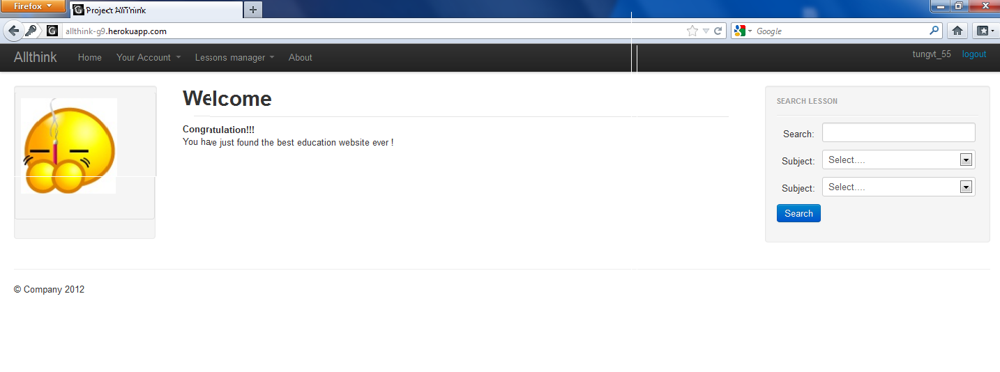 Firefox
Project AllThink
allthink-g9.herokuapp.com
Google
Allthink Home Your Account Lessons manager About tungvt_55 logout
Welcome
Congratulation!!!
You have just found the best education website ever !
SEARCH LESSON
Search:
Subject: Select....
Subject: Select....
Search
© Company 2012